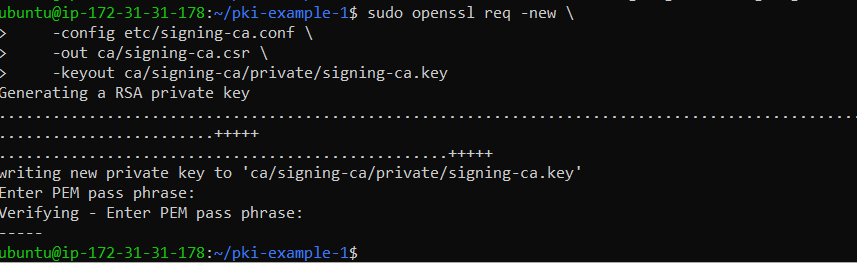 ubuntu@ip-172-31-31-178:~/pki-example-1$ sudo openssl req -new \
>     -config etc/signing-ca.conf \
>     -out ca/signing-ca.csr \
>     -keyout ca/signing-ca/private/signing-ca.key
Generating a RSA private key
...........................................................................................................
...........................+++++
........................................................+++++
writing new private key to 'ca/signing-ca/private/signing-ca.key'
Enter PEM pass phrase:
Verifying - Enter PEM pass phrase:
-----
ubuntu@ip-172-31-31-178:~/pki-example-1$